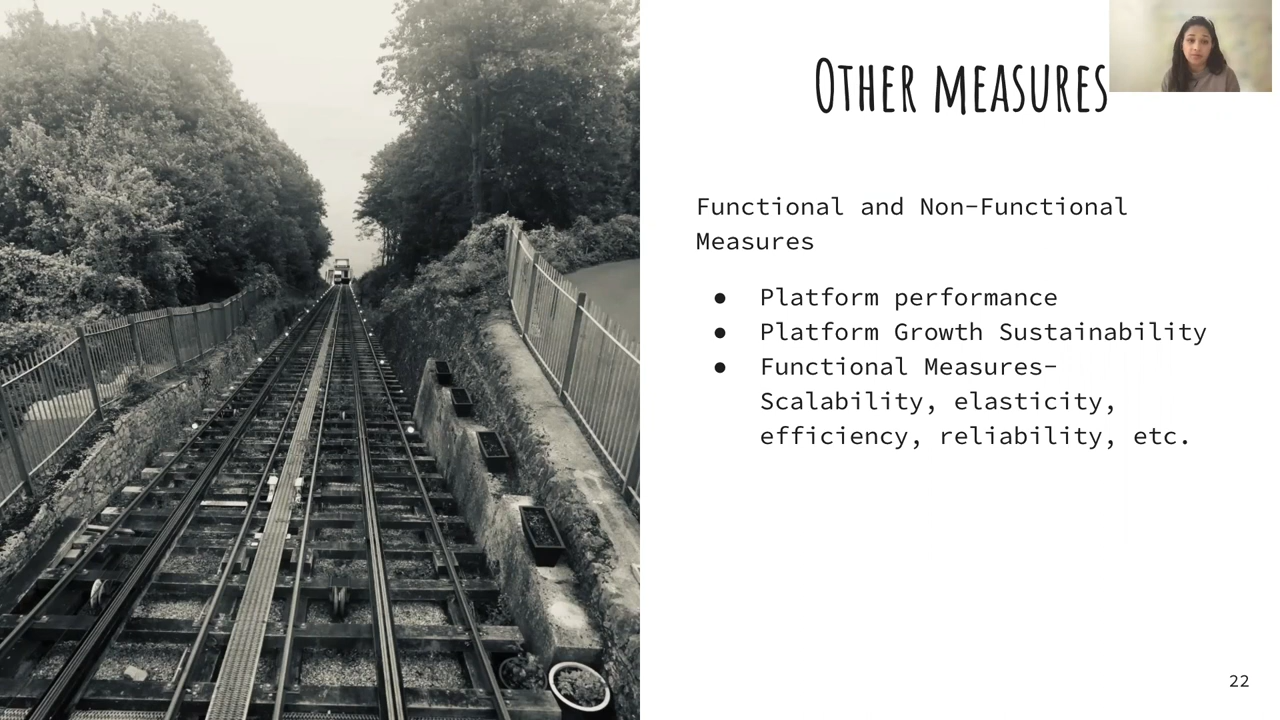 Other measures
Functional and Non-Functional
Measures
● Platform performance
● Platform Growth Sustainability
● Functional Measures-
Scalability, elasticity,
efficiency, reliability, etc.
22